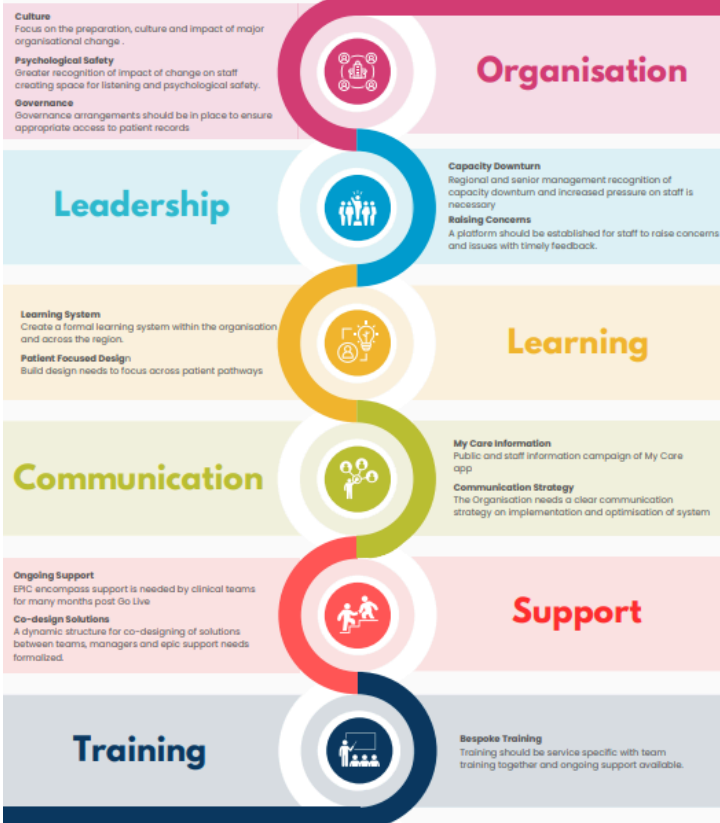 Culture
Focus on the preparation, culture and impact of major
organisational change .
Psychological Safety
Greater recognition of impact of change on staff
creating space for listening and psychological safety.
Governance
Governance arrangements should be in place to ensure
appropriate access to patient records
Organisation
Leadership
Capacity Downturn
Regional and senior management recognition of
capacity downturn and increased pressure on staff is
necessary
Raising Concerns
A platform should be established for staff to raise concerns
and issues with timely feedback.
Learning System
Create a formal learning system within the organisation
and across the region.
Patient Focused Design
Build design needs to focus across patient pathways
Learning
Communication
My Care Information
Public and staff information campaign of My Care
app
Communication Strategy
The Organisation needs a clear communication
strategy on implementation and optimisation of system
Ongoing Support
EPIC encompass support is needed by clinical teams
for many months post Go Live
Co-design Solutions
A dynamic structure for co-designing of solutions
between teams, managers and epic support needs
formalized.
Support
Training
Bespoke Training
Training should be service specific with team
training together and ongoing support available.